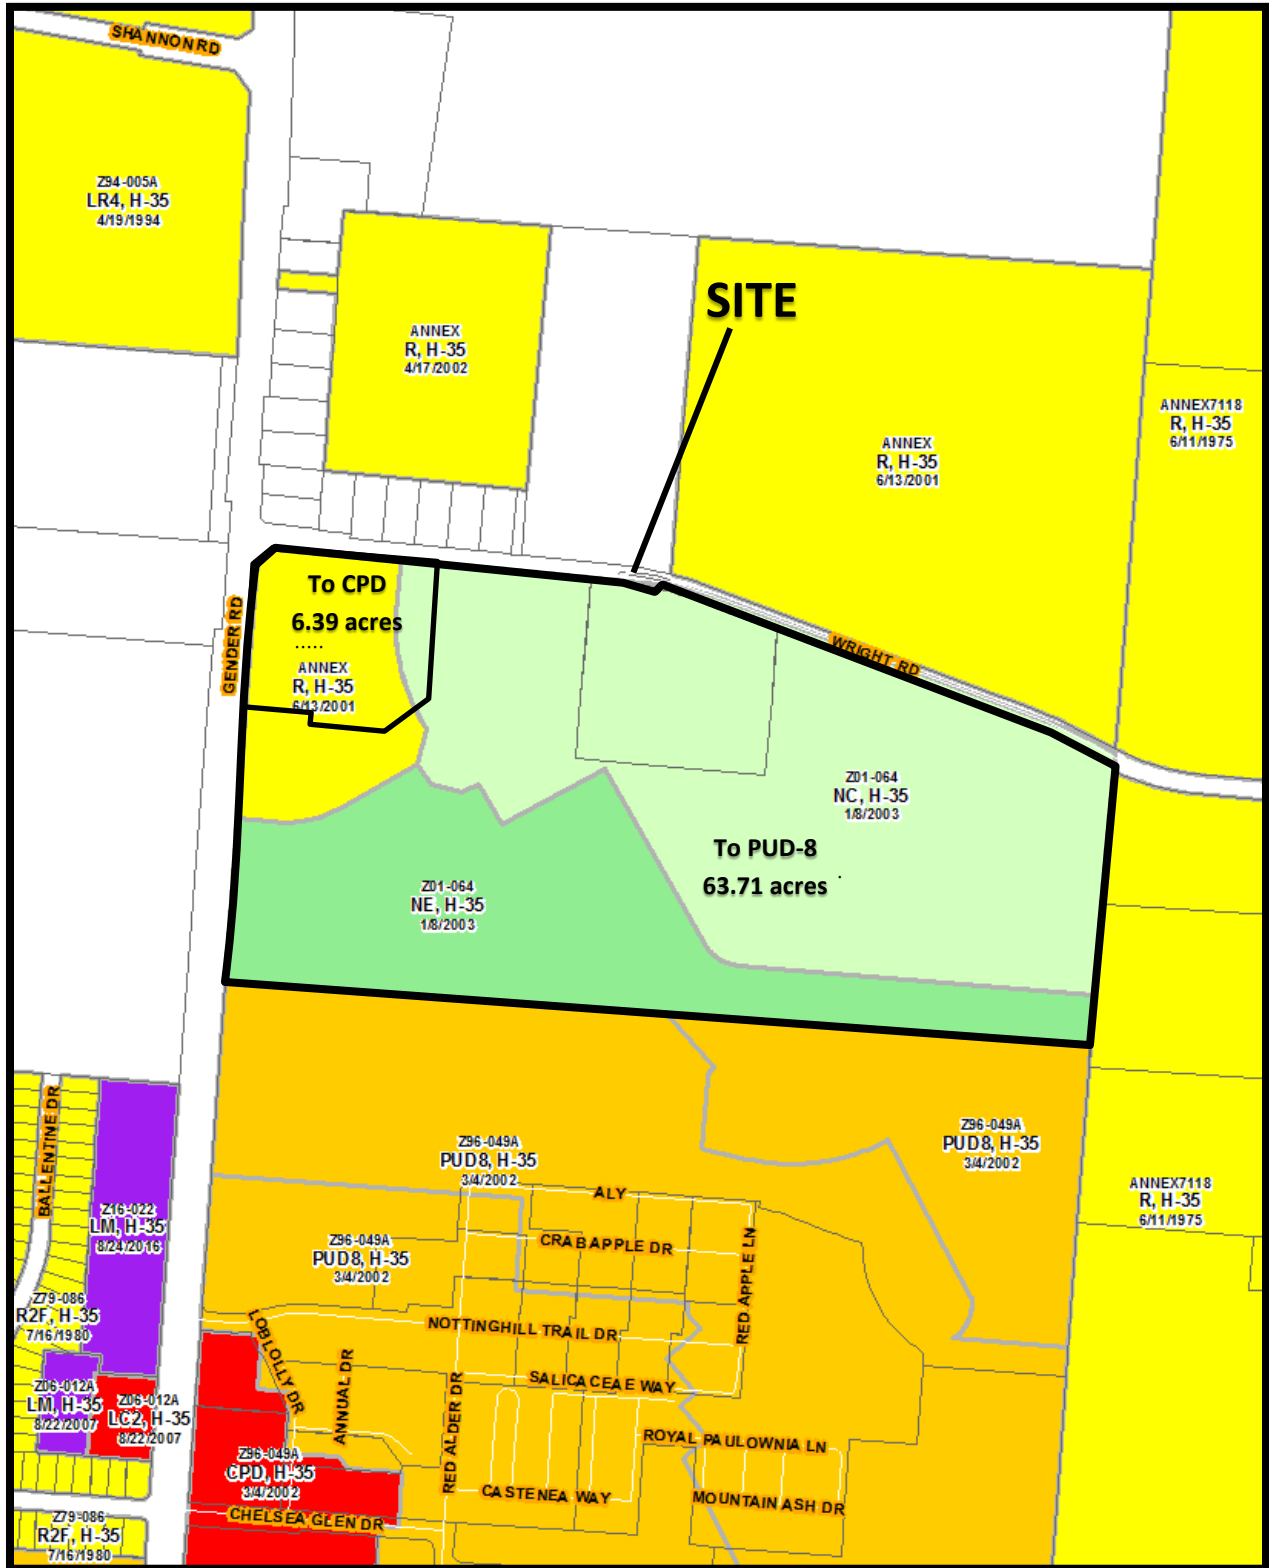 SHANNON RD
Z94-005A
LR4, H-35
4/19/1994
SITE
ANNEX
R, H-35
4/17/2002
ANNEX7118
R, H-35
6/11/1975
ANNEX
R, H-35
6/13/2001
To CPD
6.39 acres
.....
ANNEX
R, H-35
6/13/2001
GENDER RD
WRIGHT RD
Z01-064
NC, H-35
1/8/2003
To PUD-8
63.71 acres
Z01-064
NE, H-35
1/8/2003
BALLENTINE DR
Z96-049A
PUD8, H-35
3/4/2002
Z96-049A
PUD8, H-35
3/4/2002
ANNEX7118
R, H-35
6/11/1975
Z16-022
LM, H-35
8/24/2016
ALY
CRABAPPLE DR
RED APPLE LN
Z96-049A
PUD8, H-35
3/4/2002
Z79-086
R2F, H-35
7/16/1980
LOBLOLLY DR
NOTTINGHILL TRAIL DR
ANNUAL DR
RED ALDER DR
SALICACEAE WAY
Z06-012A
LM, H-35
8/22/2007
Z06-012A
LC2, H-35
8/22/2007
ROYAL PAULOWNIA LN
Z96-049A
CPD, H-35
3/4/2002
CASTENEA WAY
MOUNTAIN ASH DR
CHELSEA GLEN DR
Z79-086
R2F, H-35
7/16/1980